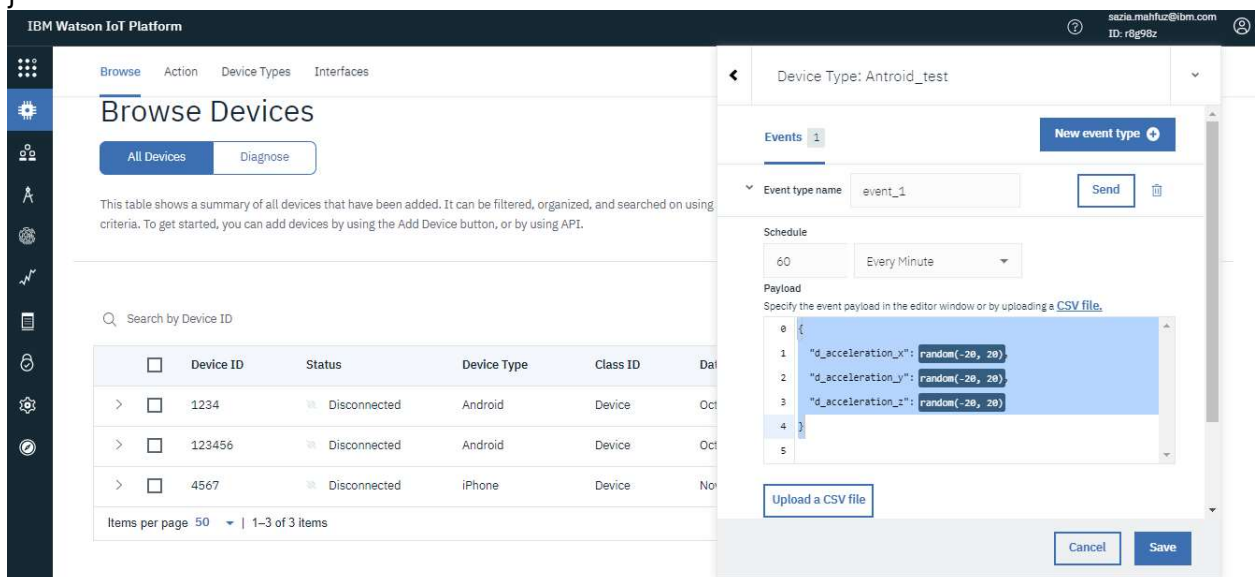 IBM Watson IoT Platform
sazia.mahfuz@ibm.com
ID: r8g98z
Browse Action Device Types Interfaces
Browse Devices
All Devices Diagnose
This table shows a summary of all devices that have been added. It can be filtered, organized, and searched on using
criteria. To get started, you can add devices by using the Add Device button, or by using API.
Search by Device ID
Device ID Status Device Type Class ID Dat
1234 Disconnected Android Device Oct
123456 Disconnected Android Device Oct
4567 Disconnected iPhone Device Nov
Items per page 50 | 1–3 of 3 items
Device Type: Antroid_test
Events 1
New event type
Event type name event_1 Send
Schedule
60 Every Minute
Payload
Specify the event payload in the editor window or by uploading a CSV file.
0 {
1 "d_acceleration_x": random(-20, 20),
2 "d_acceleration_y": random(-20, 20),
3 "d_acceleration_z": random(-20, 20)
4 }
5
Upload a CSV file
Cancel Save